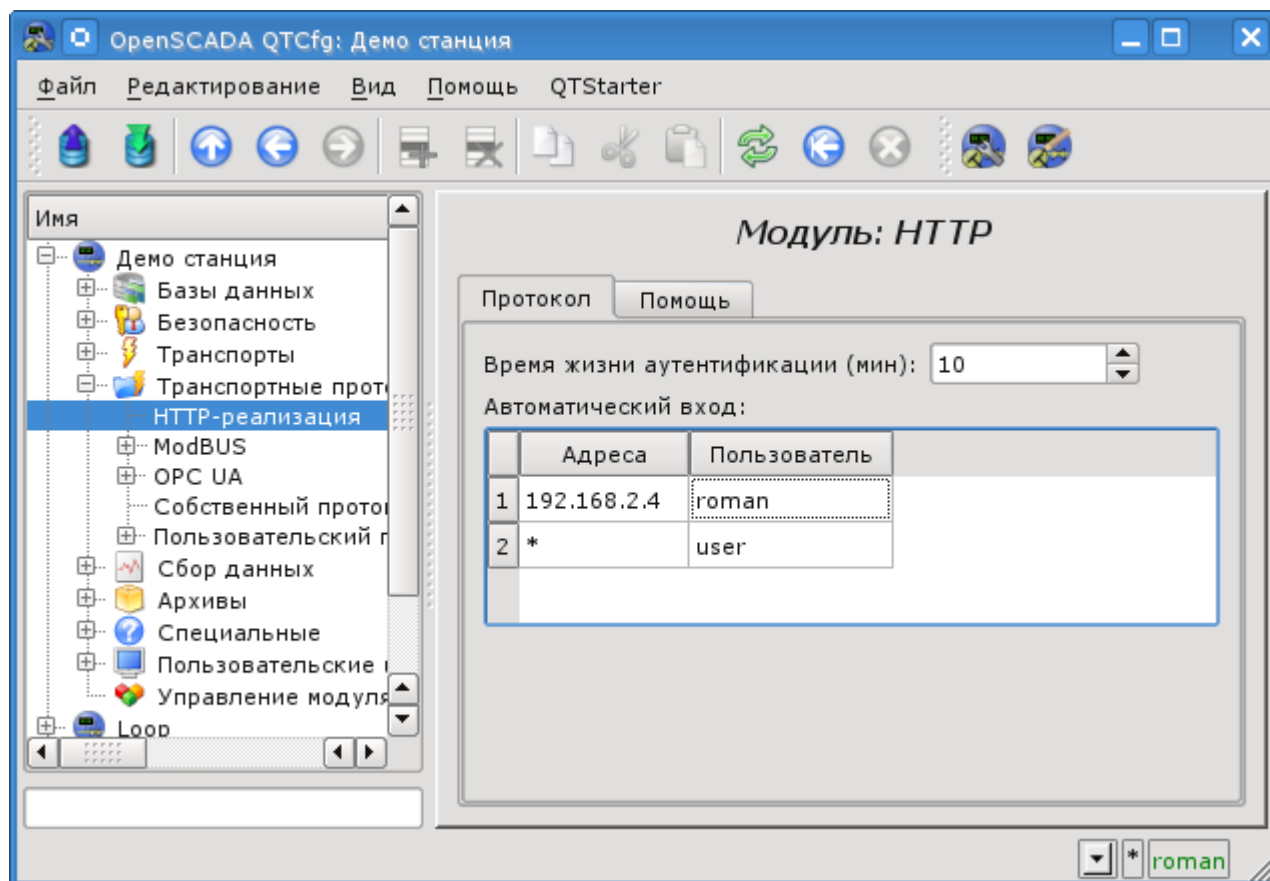 OpenSCADA QTCfg: Демо станция
Файл Редактирование Вид Помощь QTStarter
Имя
Демо станция
Базы данных
Безопасность
Транспорты
Транспортные прот
HTTP-реализация
ModBUS
OPC UA
Собственный прото
Пользовательский
Сбор данных
Архивы
Специальные
Пользовательские
Управление модуля
Loop
Модуль: HTTP
Протокол Помощь
Время жизни аутентификации (мин): 10
Автоматический вход:
Адреса Пользователь
1 192.168.2.4 roman
2 * user
* roman